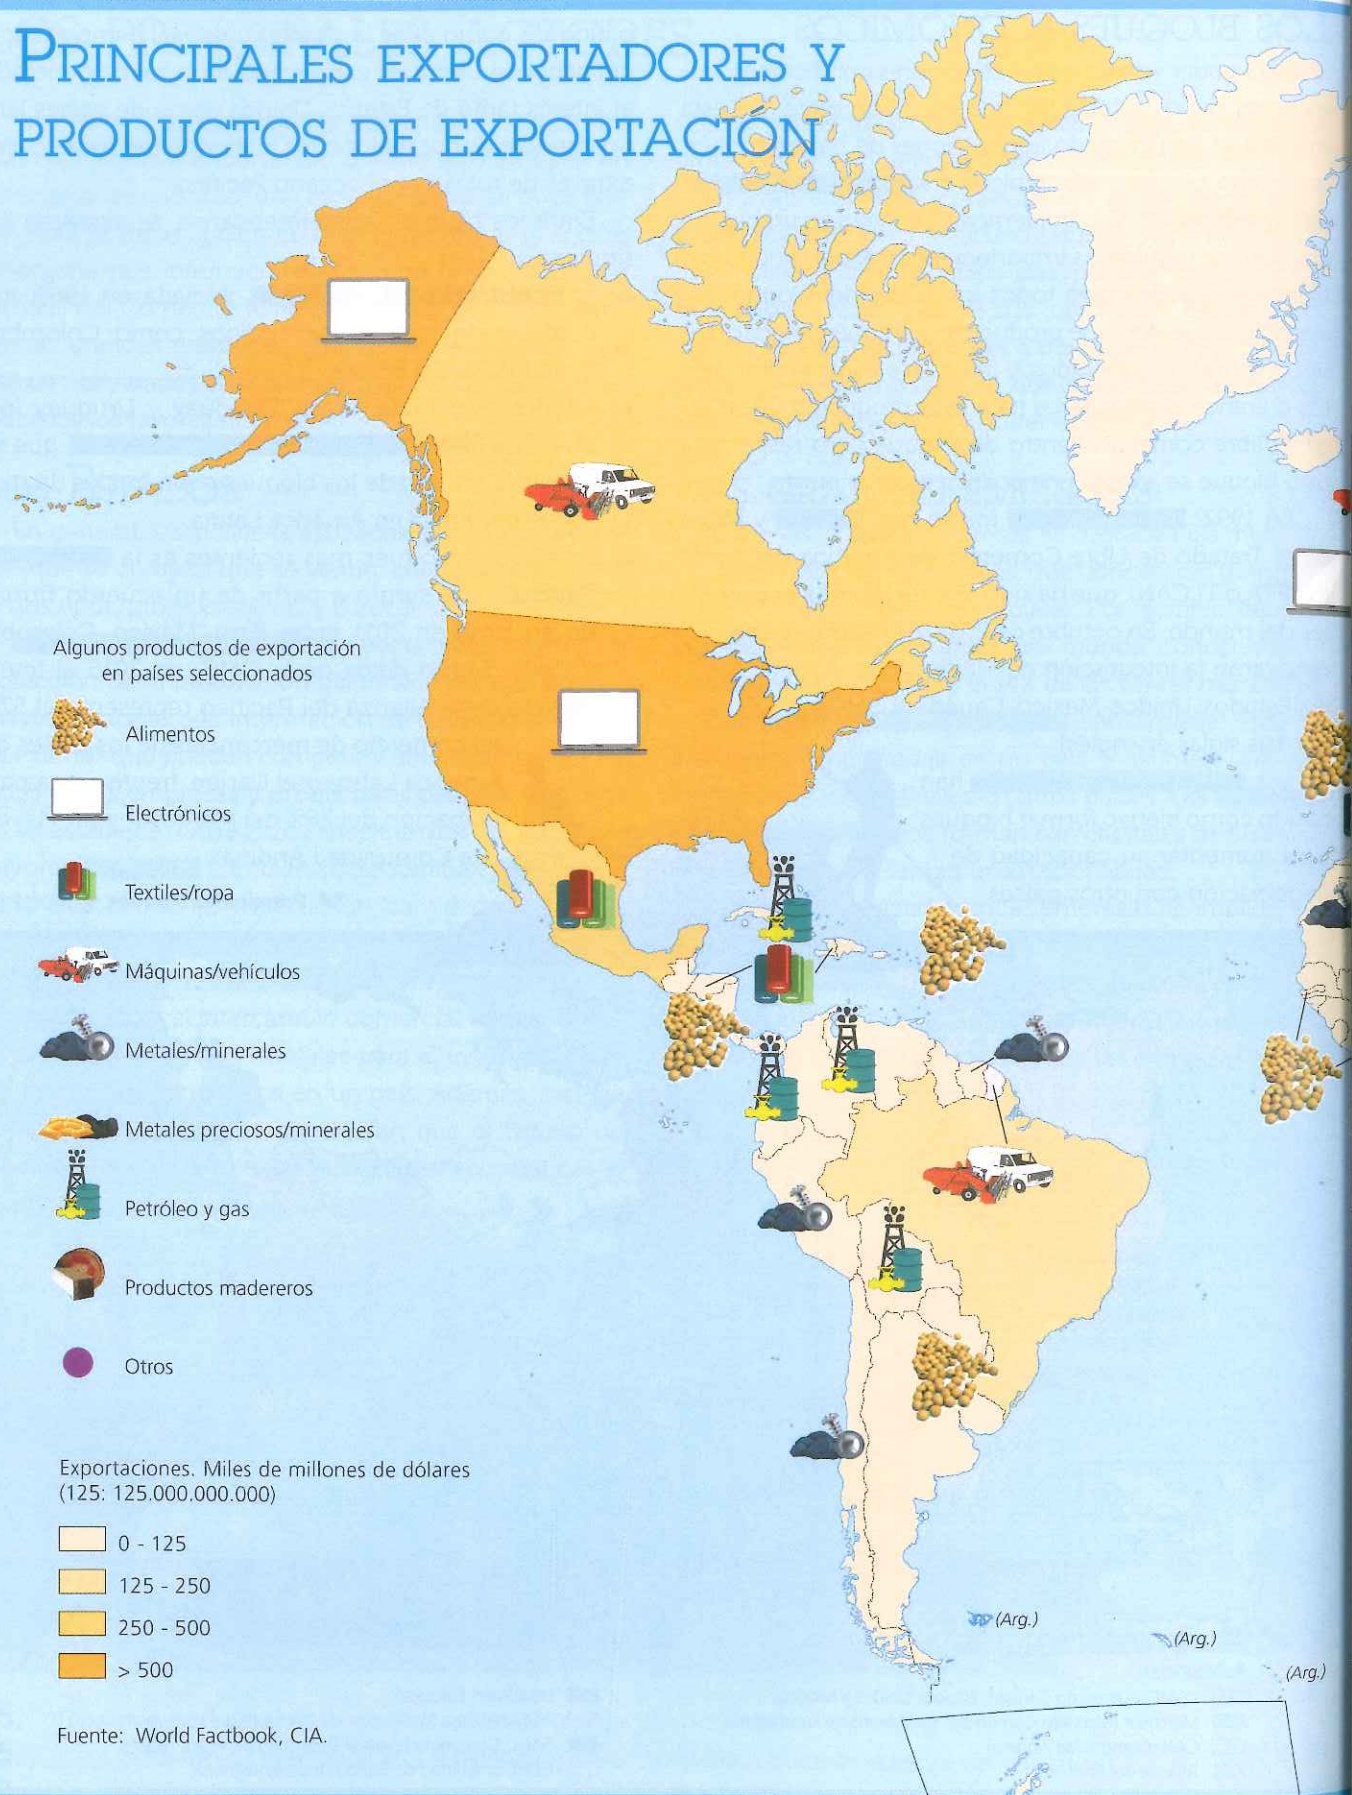 PRINCIPALES EXPORTADORES Y
PRODUCTOS DE EXPORTACIÓN
Algunos productos de exportación
en países seleccionados
Alimentos
Electrónicos
Textiles/ropa
Máquinas/vehículos
Metales/minerales
Metales preciosos/minerales
Petróleo y gas
Productos madereros
Otros
Exportaciones. Miles de millones de dólares
(125: 125.000.000.000)
0 - 125
125 - 250
250 - 500
> 500
Fuente: World Factbook, CIA.
(Arg.)
(Arg.)
(Arg.)